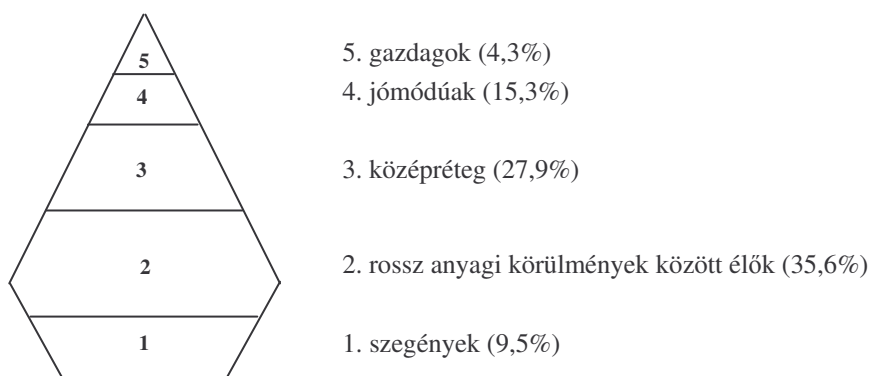 5 5. gazdagok (4,3%)
4 4. jómódúak (15,3%)
3 3. középréteg (27,9%)
2 2. rossz anyagi körülmények között élők (35,6%)
1 1. szegények (9,5%)